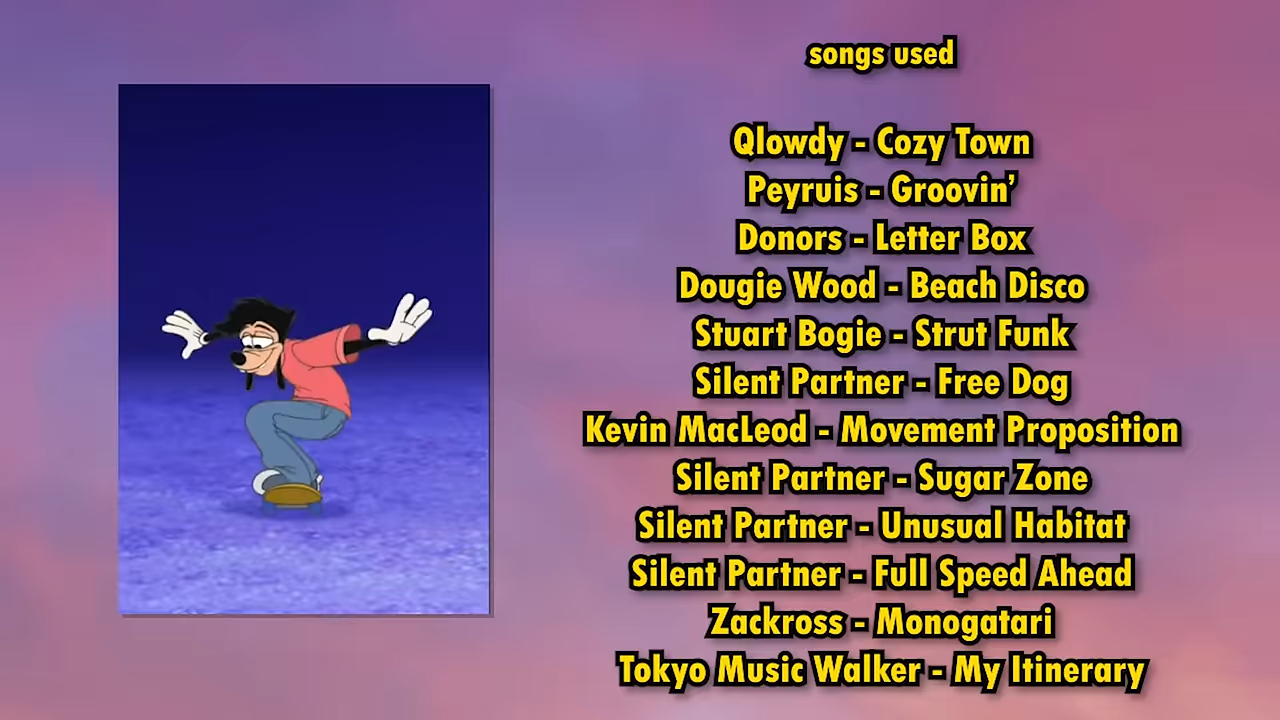 songs used
Qlowdy - Cozy Town
Peyruis - Groovin’
Donors - Letter Box
Dougie Wood - Beach Disco
Stuart Bogie - Strut Funk
Silent Partner - Free Dog
Kevin MacLeod - Movement Proposition
Silent Partner - Sugar Zone
Silent Partner - Unusual Habitat
Silent Partner - Full Speed Ahead
Zackross - Monogatari
Tokyo Music Walker - My Itinerary